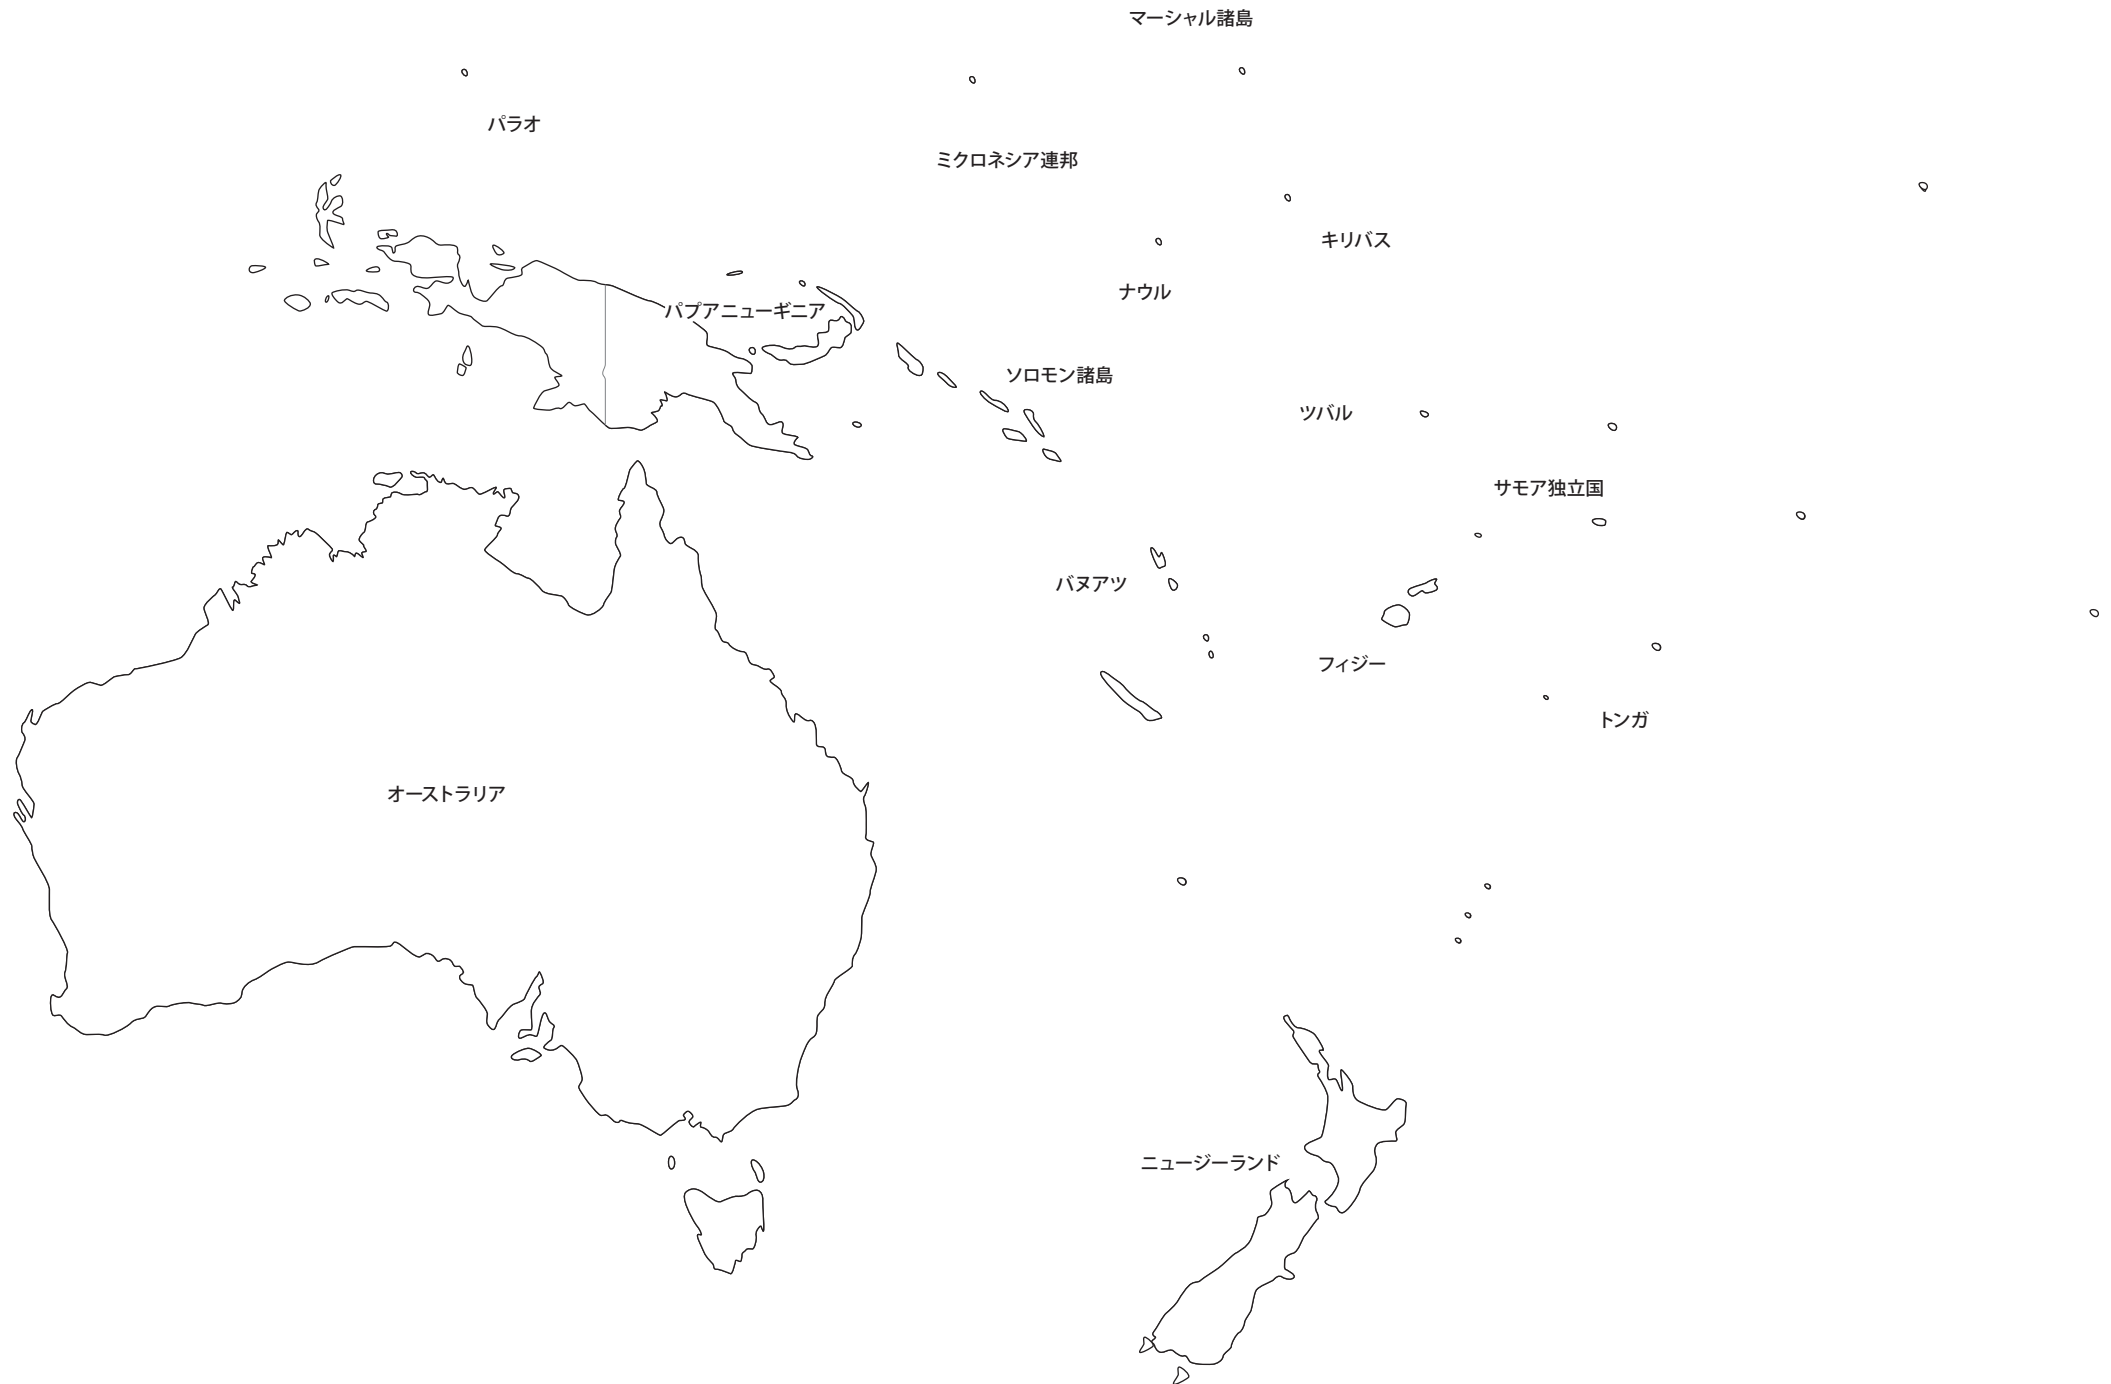 マーシャル諸島
パラオ
ミクロネシア連邦
キリバス
ナウル
パプアニューギニア
ソロモン諸島
ツバル
サモア独立国
バヌアツ
フィジー
トンガ
オーストラリア
ニュージーランド